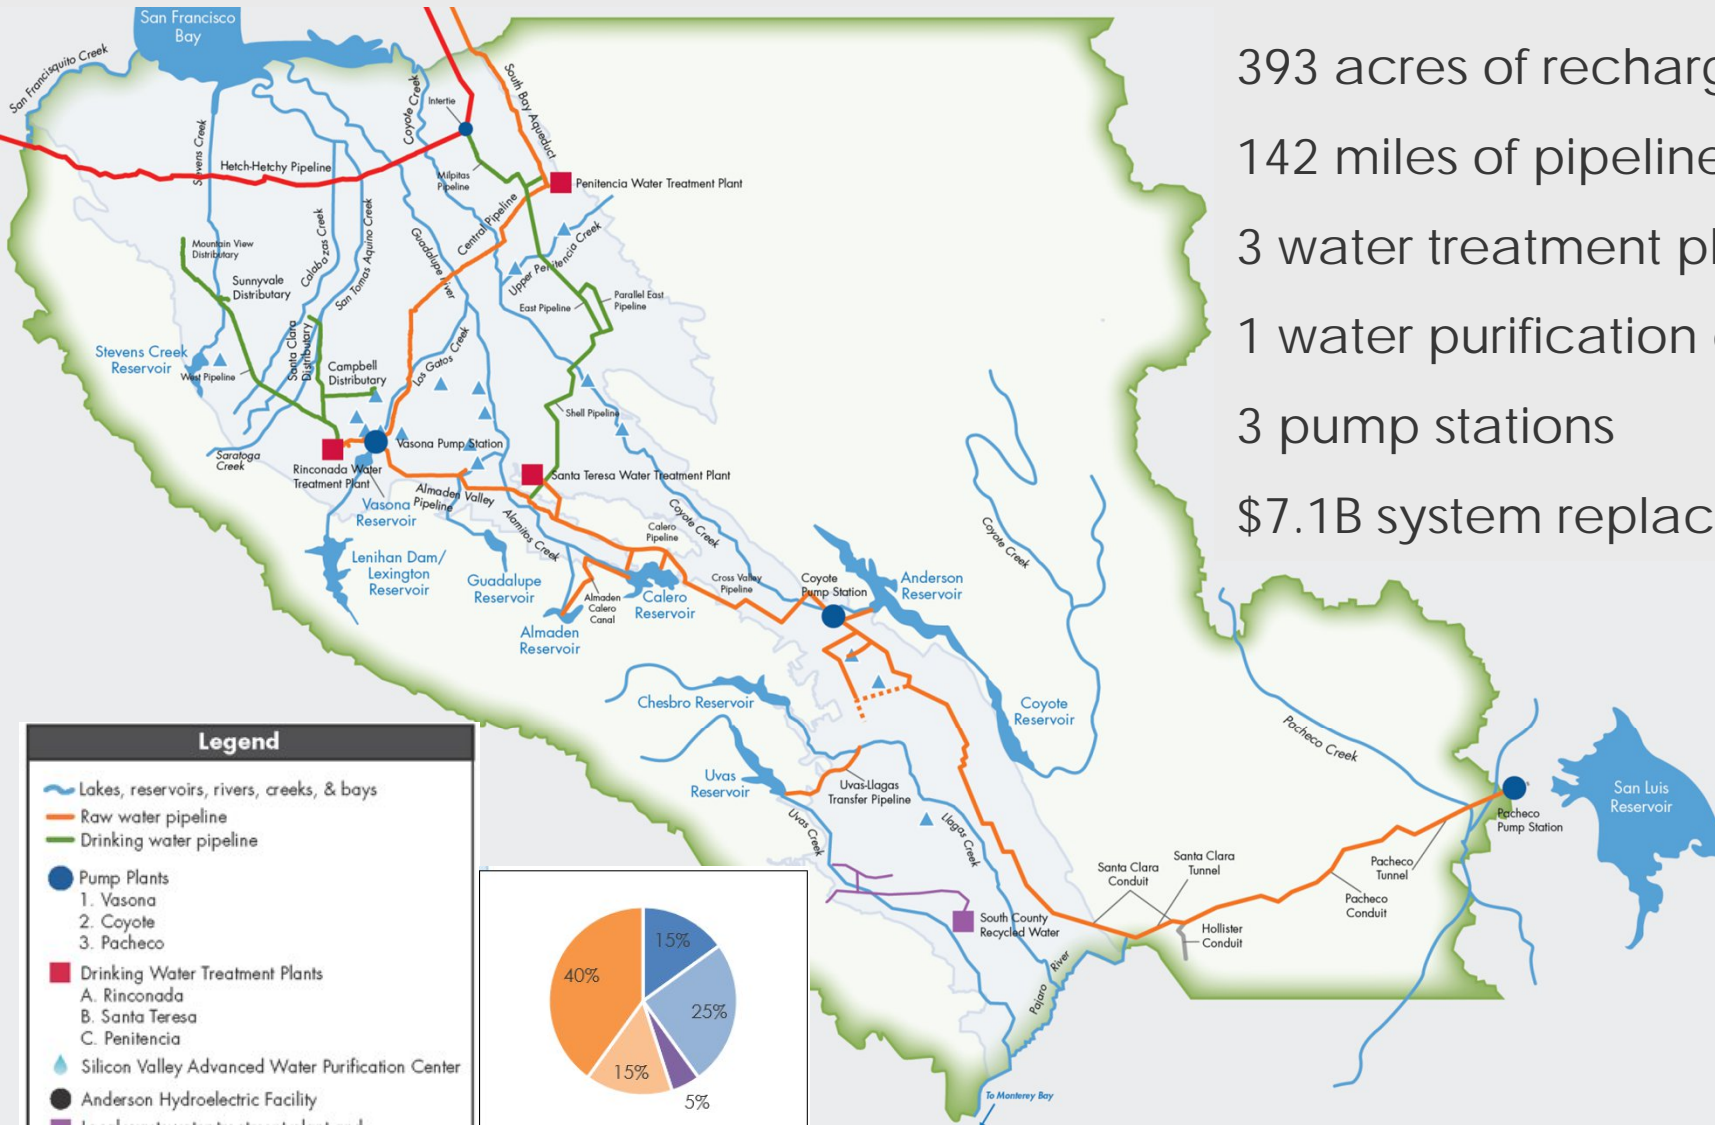 San Francisco
Bay
San Francisquito Creek
Stevens Creek
Hetch-Hetchy Pipeline
Coyote Creek
Intertie
South Bay Aqueduct
Milpitas
Pipeline
Penitencia Water Treatment Plant
Mountain View
Distributary
Sunnyvale
Distributary
Calabazas Creek
San Tomas Aquino Creek
Guadalupe River
Central Pipeline
Upper Penitencia Creek
East Pipeline
Parallel East
Pipeline
Stevens Creek
Reservoir
West Pipeline
Santa Clara
Distributary
Campbell
Distributary
Los Gatos Creek
Shell Pipeline
Saratoga
Creek
Rinconada Water
Treatment Plant
Vasona Pump Station
Santa Teresa Water Treatment Plant
Vasona
Reservoir
Almaden Valley
Pipeline
Alamitos Creek
Coyote Creek
Calero
Pipeline
Lenihan Dam/
Lexington
Reservoir
Guadalupe
Reservoir
Almaden
Calero
Canal
Calero
Reservoir
Almaden
Reservoir
Cross Valley
Pipeline
Coyote
Pump Station
Anderson
Reservoir
Coyote Creek
Chesbro Reservoir
Coyote
Reservoir
Uvas
Reservoir
Uvas-Llagas
Transfer Pipeline
Uvas Creek
Llagas Creek
South County
Recycled Water
Santa Clara
Conduit
Santa Clara
Tunnel
Hollister
Conduit
Pajaro River
To Monterey Bay
Pacheco Creek
Pacheco
Tunnel
Pacheco
Conduit
Pacheco
Pump Station
San Luis
Reservoir
393 acres of recharg
142 miles of pipeline
3 water treatment pl
1 water purification
3 pump stations
$7.1B system replac
Legend
Lakes, reservoirs, rivers, creeks, & bays
Raw water pipeline
Drinking water pipeline
Pump Plants
1. Vasona
2. Coyote
3. Pacheco
Drinking Water Treatment Plants
A. Rinconada
B. Santa Teresa
C. Penitencia
Silicon Valley Advanced Water Purification Center
Anderson Hydroelectric Facility
15%
25%
5%
15%
40%